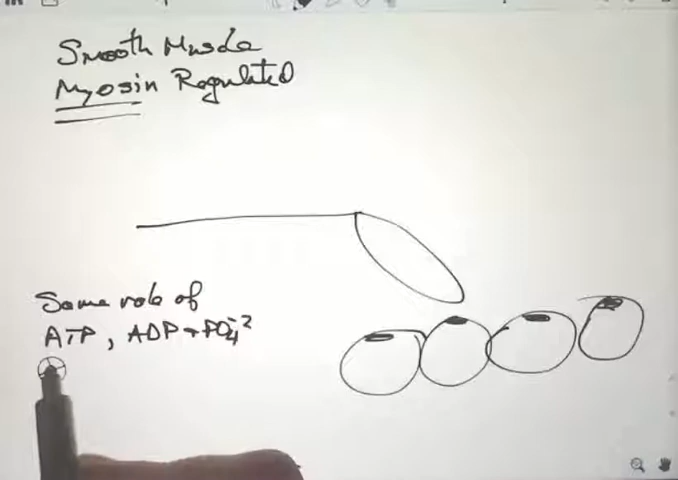 Smooth Muscle
Myosin Regulated
Same role of
ATP, ADP + PO₄⁻²